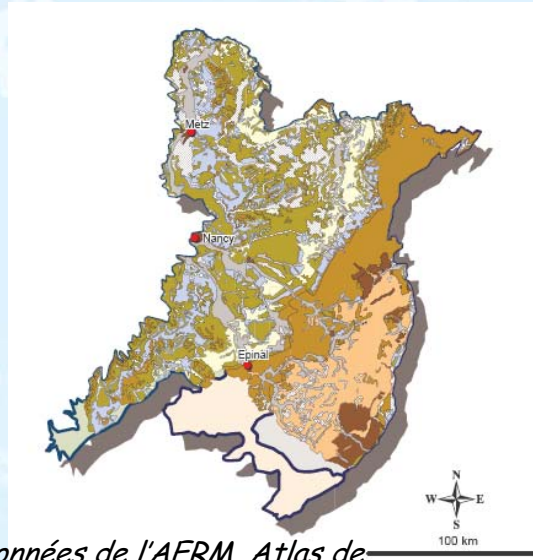 Metz
Nancy
Epinal
N
W E
S
100 km
onnées de l'AERM, Atlas de